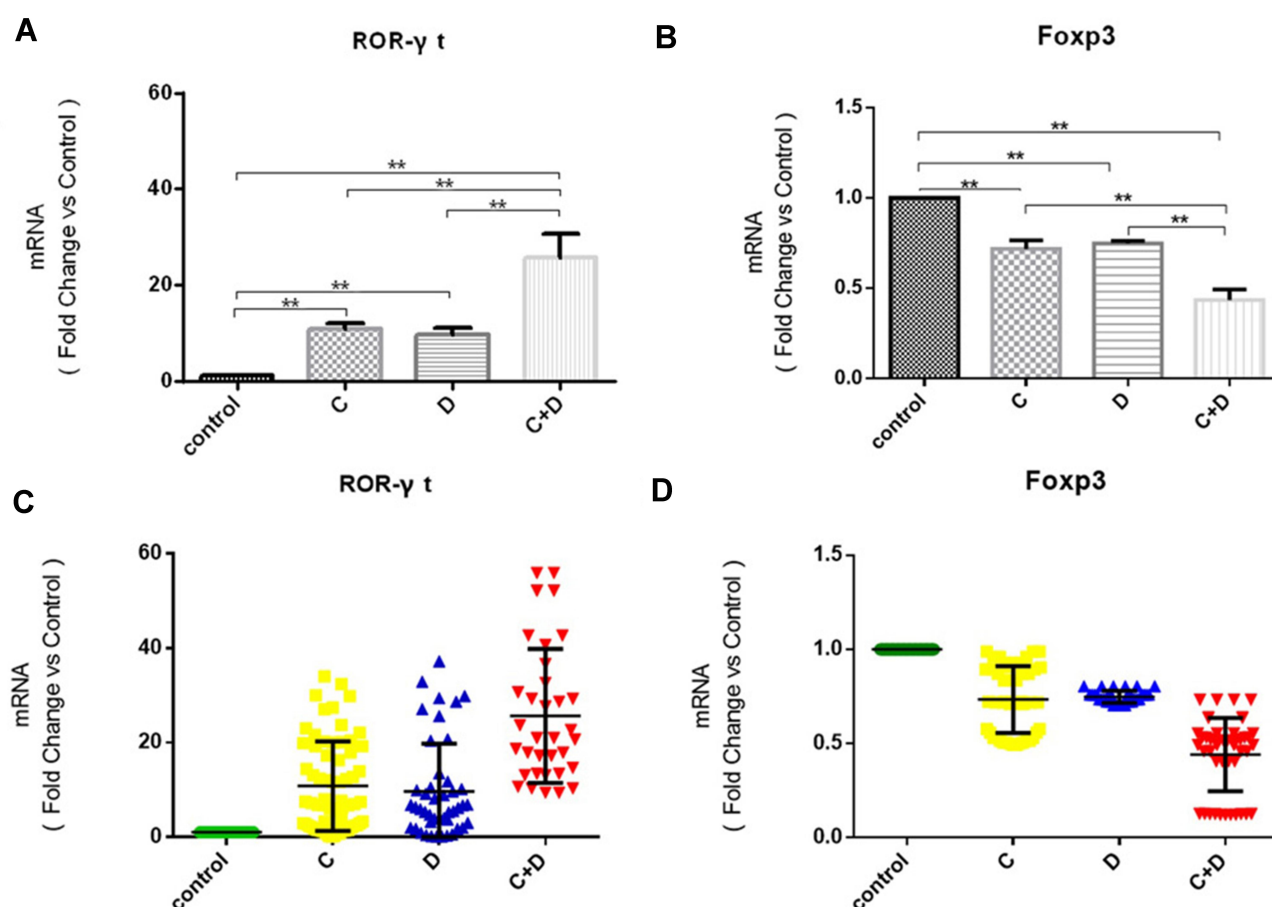 A
ROR-γ t
mRNA
( Fold Change vs Control )
60
40
20
0
**
**
**
**
**
control
C
D
C+D
B
Foxp3
mRNA
( Fold Change vs Control )
1.5
1.0
0.5
0.0
**
**
**
**
**
control
C
D
C+D
C
ROR-γ t
mRNA
( Fold Change vs Control )
60
40
20
0
control
C
D
C+D
D
Foxp3
mRNA
( Fold Change vs Control )
1.5
1.0
0.5
0.0
control
C
D
C+D